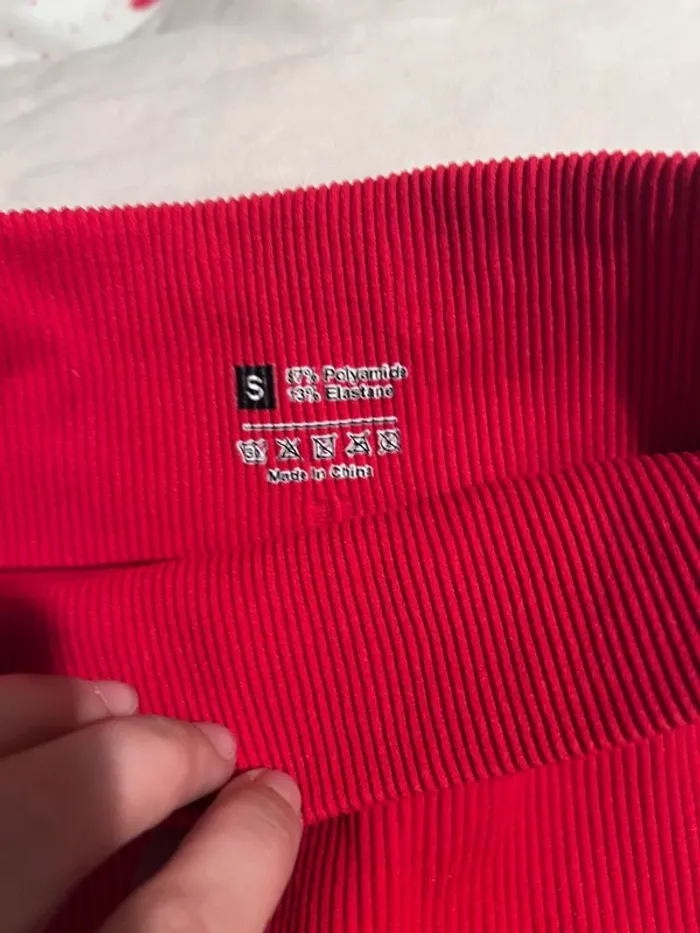 S
87% Polyamide
13% Elastane
Made in China